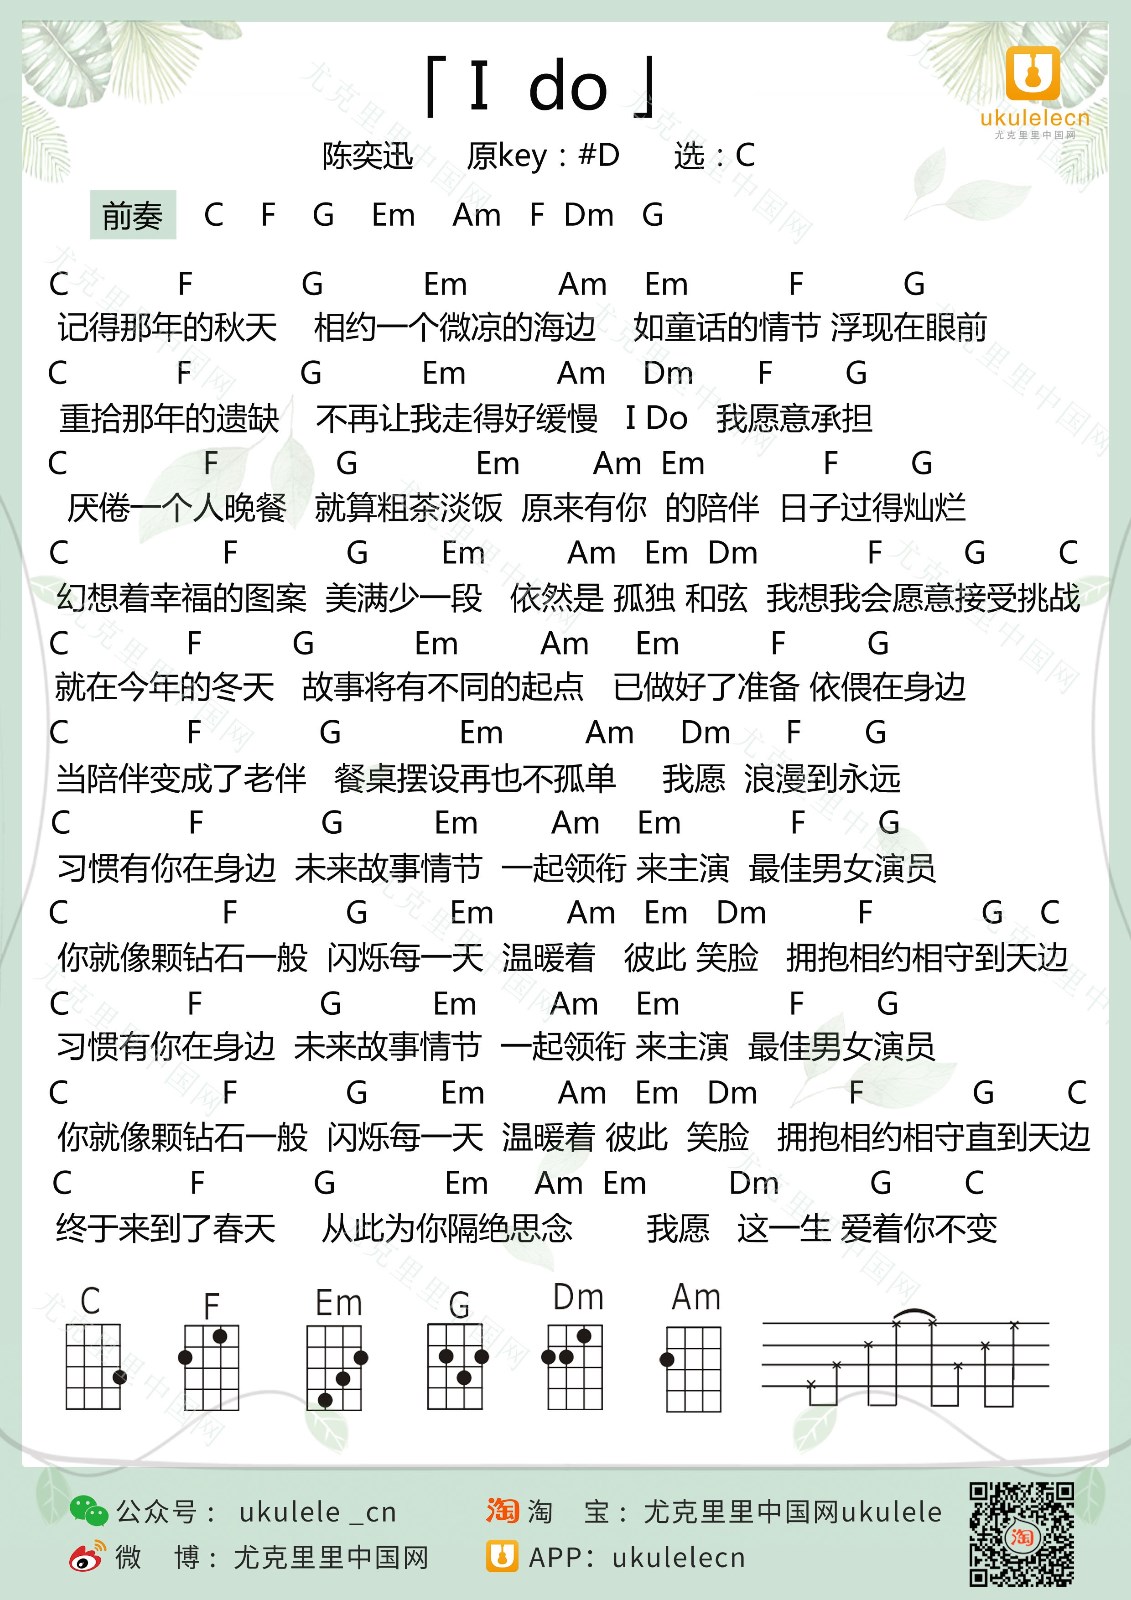 「I do」
ukulelecn
尤克里里中国网
陈奕迅 原key：#D 选：C
前奏 C F G Em Am F Dm G
C F G Em Am Em F G
记得那年的秋天 相约一个微凉的海边 如童话的情节 浮现在眼前
C F G Em Am Dm F G
重拾那年的遗缺 不再让我走得好缓慢 I Do 我愿意承担
C F G Em Am Em F G
厌倦一个人晚餐 就算粗茶淡饭 原来有你 的陪伴 日子过得灿烂
C F G Em Am Em Dm F G C
幻想着幸福的图案 美满少一段 依然是 孤独 和弦 我想我会愿意接受挑战
C F G Em Am Em F G
就在今年的冬天 故事将有不同的起点 已做好了准备 依偎在身边
C F G Em Am Dm F G
当陪伴变成了老伴 餐桌摆设再也不孤单 我愿 浪漫到永远
C F G Em Am Em F G
习惯有你在身边 未来故事情节 一起领衔 来主演 最佳男女演员
C F G Em Am Em Dm F G C
你就像颗钻石一般 闪烁每一天 温暖着 彼此 笑脸 拥抱相约相守到天边
C F G Em Am Em F G
习惯有你在身边 未来故事情节 一起领衔 来主演 最佳男女演员
C F G Em Am Em Dm F G C
你就像颗钻石一般 闪烁每一天 温暖着 彼此 笑脸 拥抱相约相守直到天边
C F G Em Am Em Dm G C
终于来到了春天 从此为你隔绝思念 我愿 这一生 爱着你不变
C F Em G Dm Am
公众号： ukulele _cn
淘 宝：尤克里里中国网ukulele
微 博：尤克里里中国网
APP：ukulelecn
淘